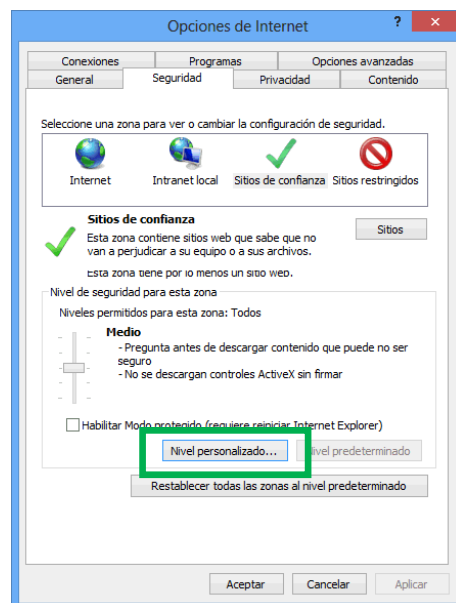 Opciones de Internet
?
×
Conexiones
Programas
Opciones avanzadas
General
Seguridad
Privacidad
Contenido
Seleccione una zona para ver o cambiar la configuración de seguridad.
Internet
Intranet local
Sitios de confianza
Sitios restringidos
Sitios de confianza
Sitios
Esta zona contiene sitios web que sabe que no
van a perjudicar a su equipo o a sus archivos.
Esta zona tiene por lo menos un sitio web.
Nivel de seguridad para esta zona
Niveles permitidos para esta zona: Todos
Medio
- Pregunta antes de descargar contenido que puede no ser
seguro
- No se descargan controles ActiveX sin firmar
Habilitar Modo protegido (requiere reiniciar Internet Explorer)
Nivel personalizado...
Nivel predeterminado
Restablecer todas las zonas al nivel predeterminado
Aceptar
Cancelar
Aplicar